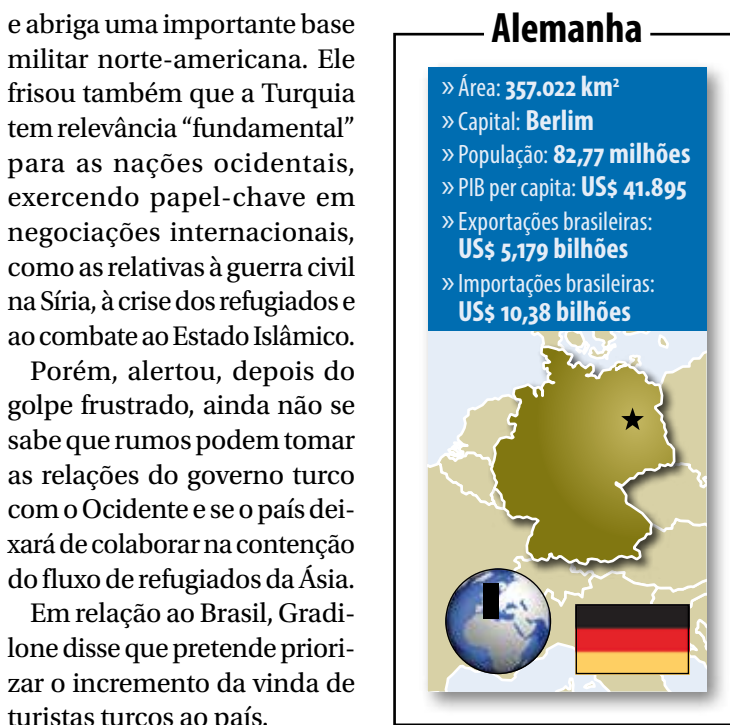 e abriga uma importante base
militar norte-americana. Ele
frisou também que a Turquia
tem relevância “fundamental”
para as nações ocidentais,
exercendo papel-chave em
negociações internacionais,
como as relativas à guerra civil
na Síria, à crise dos refugiados e
ao combate ao Estado Islâmico.
Porém, alertou, depois do
golpe frustrado, ainda não se
sabe que rumos podem tomar
as relações do governo turco
com o Ocidente e se o país dei-
xará de colaborar na contenção
do fluxo de refugiados da Ásia.
Em relação ao Brasil, Gradi-
lone disse que pretende priori-
zar o incremento da vinda de
turistas turcos ao país.
Alemanha
» Área: 357.022 km²
» Capital: Berlim
» População: 82,77 milhões
» PIB per capita: US$ 41.895
» Exportações brasileiras:
US$ 5,179 bilhões
» Importações brasileiras:
US$ 10,38 bilhões